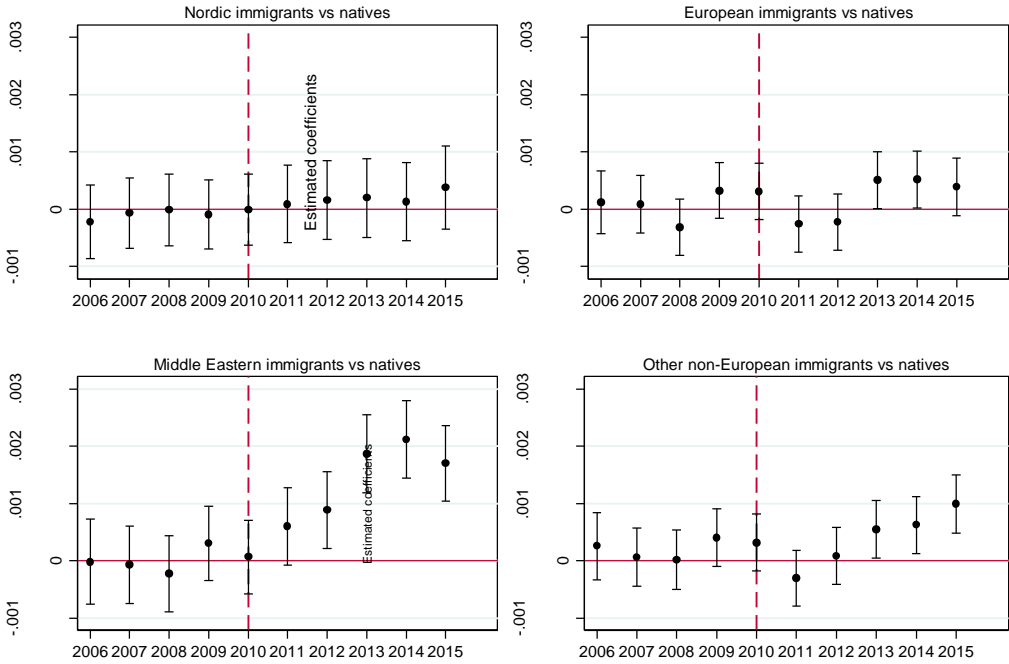 Nordic immigrants vs natives
.003
.002
.001
0
-.001
Estimated coefficients
2006 2007 2008 2009 2010 2011 2012 2013 2014 2015
European immigrants vs natives
.003
.002
.001
0
-.001
2006 2007 2008 2009 2010 2011 2012 2013 2014 2015
Middle Eastern immigrants vs natives
.003
.002
.001
0
-.001
Estimated coefficients
2006 2007 2008 2009 2010 2011 2012 2013 2014 2015
Other non-European immigrants vs natives
.003
.002
.001
0
-.001
2006 2007 2008 2009 2010 2011 2012 2013 2014 2015